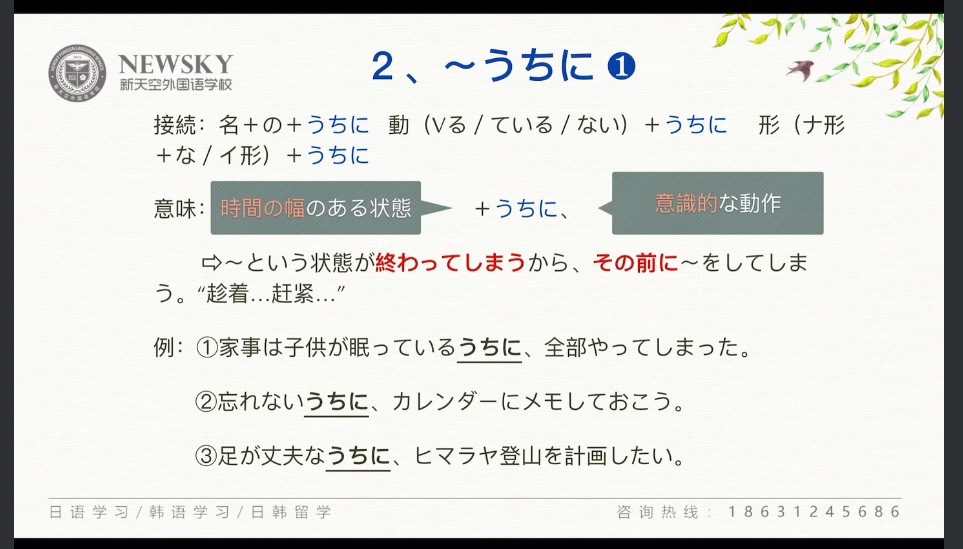 NEWSKY
新天空外国语学校
２、～うちに❶
接続：名＋の＋うちに　動（Vる / ている / ない）＋うちに　形（ナ形
＋な / イ形）＋うちに
意味：時間の幅のある状態　＋うちに、　意識的な動作
⇨～という状態が終わってしまうから、その前に～をしてしま
う。“趁着…赶紧…”
例：①家事は子供が眠っているうちに、全部やってしまった。
②忘れないうちに、カレンダーにメモしておこう。
③足が丈夫なうちに、ヒマラヤ登山を計画したい。
日语学习/韩语学习/日韩留学
咨询热线：18631245686